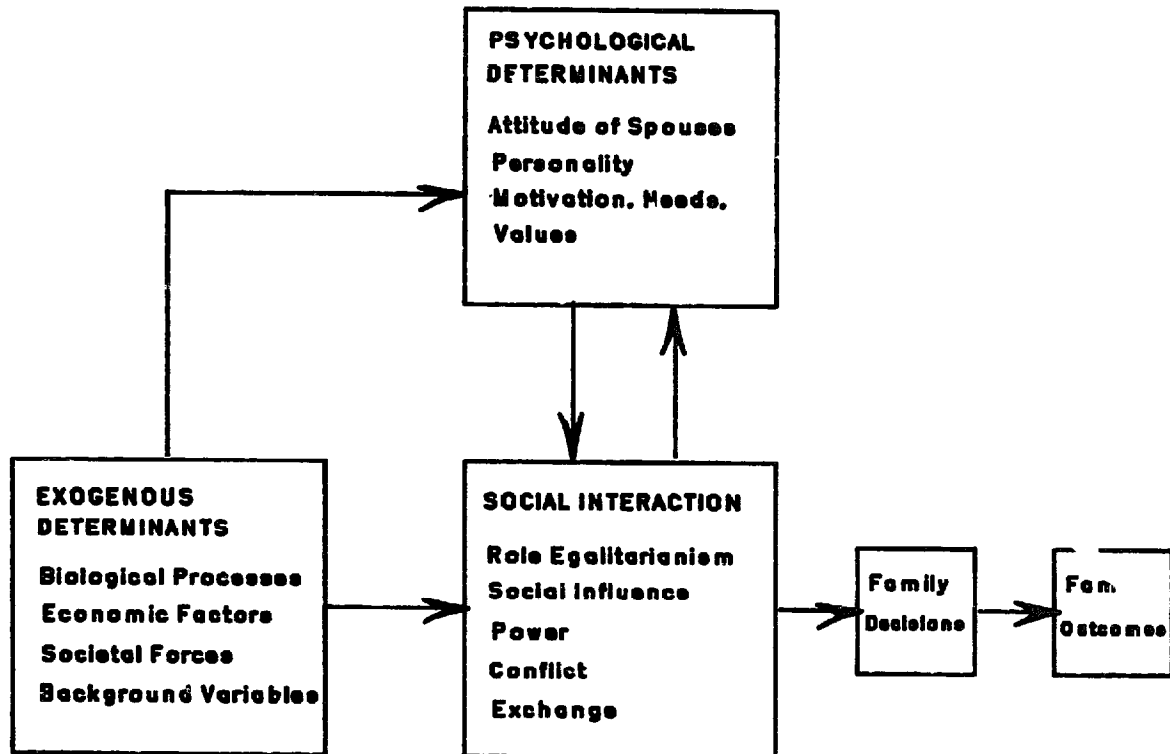 PSYCHOLOGICAL
DETERMINANTS
Attitude of Spouses
Personality
Motivation. Needs.
Values
EXOGENOUS
DETERMINANTS
Biological Processes
Economic Factors
Societal Forces
Background Variables
SOCIAL INTERACTION
Role Egalitarianism
Social Influence
Power
Conflict
Exchange
Family
Decisions
Outcomes